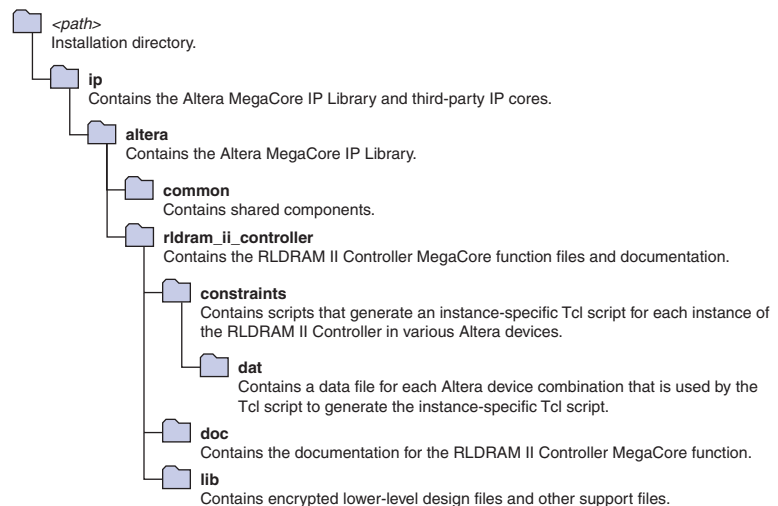 <path>
Installation directory.
ip
Contains the Altera MegaCore IP Library and third-party IP cores.
altera
Contains the Altera MegaCore IP Library.
common
Contains shared components.
rldram_ii_controller
Contains the RLDRAM II Controller MegaCore function files and documentation.
constraints
Contains scripts that generate an instance-specific Tcl script for each instance of
the RLDRAM II Controller in various Altera devices.
dat
Contains a data file for each Altera device combination that is used by the
Tcl script to generate the instance-specific Tcl script.
doc
Contains the documentation for the RLDRAM II Controller MegaCore function.
lib
Contains encrypted lower-level design files and other support files.